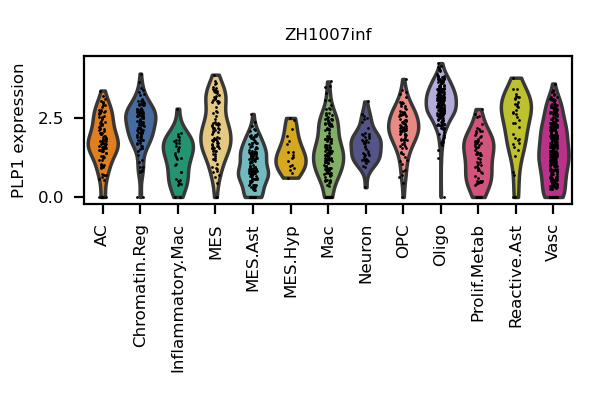 ZH1007inf
PLP1 expression
2.5
0.0
AC
Chromatin.Reg
Inflammatory.Mac
MES
MES.Ast
MES.Hyp
Mac
Neuron
OPC
Oligo
Prolif.Metab
Reactive.Ast
Vasc